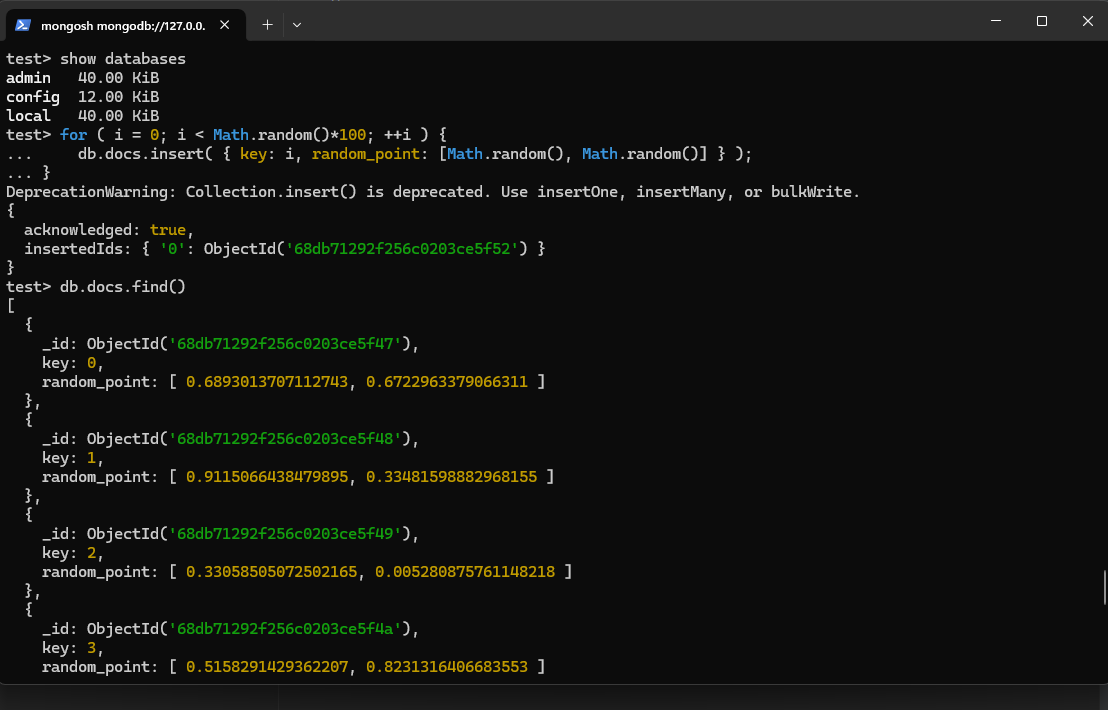 mongosh mongodb://127.0.0.
test> show databases
admin   40.00 KiB
config  12.00 KiB
local   40.00 KiB
test> for ( i = 0; i < Math.random()*100; ++i ) {
...     db.docs.insert( { key: i, random_point: [Math.random(), Math.random()] } );
... }
DeprecationWarning: Collection.insert() is deprecated. Use insertOne, insertMany, or bulkWrite.
{
  acknowledged: true,
  insertedIds: { '0': ObjectId('68db71292f256c0203ce5f52') }
}
test> db.docs.find()
[
  {
    _id: ObjectId('68db71292f256c0203ce5f47'),
    key: 0,
    random_point: [ 0.6893013707112743, 0.6722963379066311 ]
  },
  {
    _id: ObjectId('68db71292f256c0203ce5f48'),
    key: 1,
    random_point: [ 0.9115066438479895, 0.33481598882968155 ]
  },
  {
    _id: ObjectId('68db71292f256c0203ce5f49'),
    key: 2,
    random_point: [ 0.33058505072502165, 0.005280875761148218 ]
  },
  {
    _id: ObjectId('68db71292f256c0203ce5f4a'),
    key: 3,
    random_point: [ 0.5158291429362207, 0.8231316406683553 ]